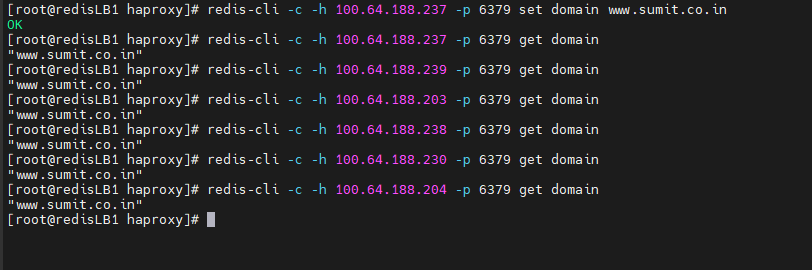 [root@redisLB1 haproxy]# redis-cli -c -h 100.64.188.237 -p 6379 set domain www.sumit.co.in
OK
[root@redisLB1 haproxy]# redis-cli -c -h 100.64.188.237 -p 6379 get domain
"www.sumit.co.in"
[root@redisLB1 haproxy]# redis-cli -c -h 100.64.188.239 -p 6379 get domain
"www.sumit.co.in"
[root@redisLB1 haproxy]# redis-cli -c -h 100.64.188.203 -p 6379 get domain
"www.sumit.co.in"
[root@redisLB1 haproxy]# redis-cli -c -h 100.64.188.238 -p 6379 get domain
"www.sumit.co.in"
[root@redisLB1 haproxy]# redis-cli -c -h 100.64.188.230 -p 6379 get domain
"www.sumit.co.in"
[root@redisLB1 haproxy]# redis-cli -c -h 100.64.188.204 -p 6379 get domain
"www.sumit.co.in"
[root@redisLB1 haproxy]#